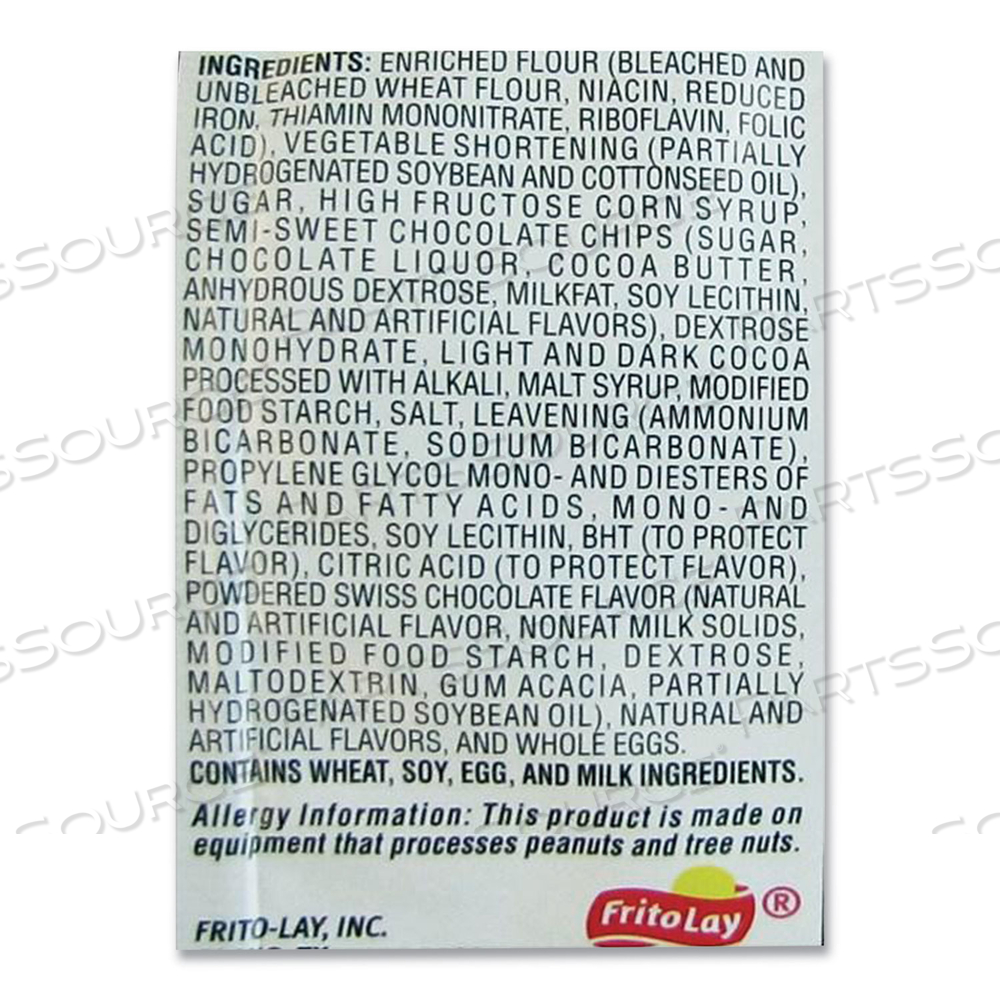 INGREDIENTS: ENRICHED FLOUR (BLEACHED AND
UNBLEACHED WHEAT FLOUR, NIACIN, REDUCED
IRON, THIAMIN MONONITRATE, RIBOFLAVIN, FOLIC
ACID), VEGETABLE SHORTENING (PARTIALLY
HYDROGENATED SOYBEAN AND COTTONSEED OIL),
SUGAR, HIGH FRUCTOSE CORN SYRUP,
SEMI-SWEET CHOCOLATE CHIPS (SUGAR,
CHOCOLATE LIQUOR, COCOA BUTTER,
ANHYDROUS DEXTROSE, MILKFAT, SOY LECITHIN,
NATURAL AND ARTIFICIAL FLAVORS), DEXTROSE
MONOHYDRATE, LIGHT AND DARK COCOA
PROCESSED WITH ALKALI, MALT SYRUP, MODIFIED
FOOD STARCH, SALT, LEAVENING (AMMONIUM
BICARBONATE, SODIUM BICARBONATE),
PROPYLENE GLYCOL MONO- AND DIESTERS OF
FATS AND FATTY ACIDS, MONO- AND
DIGLYCERIDES, SOY LECITHIN, BHT (TO PROTECT
FLAVOR), CITRIC ACID (TO PROTECT FLAVOR),
POWDERED SWISS CHOCOLATE FLAVOR (NATURAL
AND ARTIFICIAL FLAVOR, NONFAT MILK SOLIDS,
MODIFIED FOOD STARCH, DEXTROSE,
MALTODEXTRIN, GUM ACACIA, PARTIALLY
HYDROGENATED SOYBEAN OIL), NATURAL AND
ARTIFICIAL FLAVORS, AND WHOLE EGGS.
CONTAINS WHEAT, SOY, EGG, AND MILK INGREDIENTS.
Allergy Information: This product is made on
equipment that processes peanuts and tree nuts.
FRITO-LAY, INC.
FritoLay ®